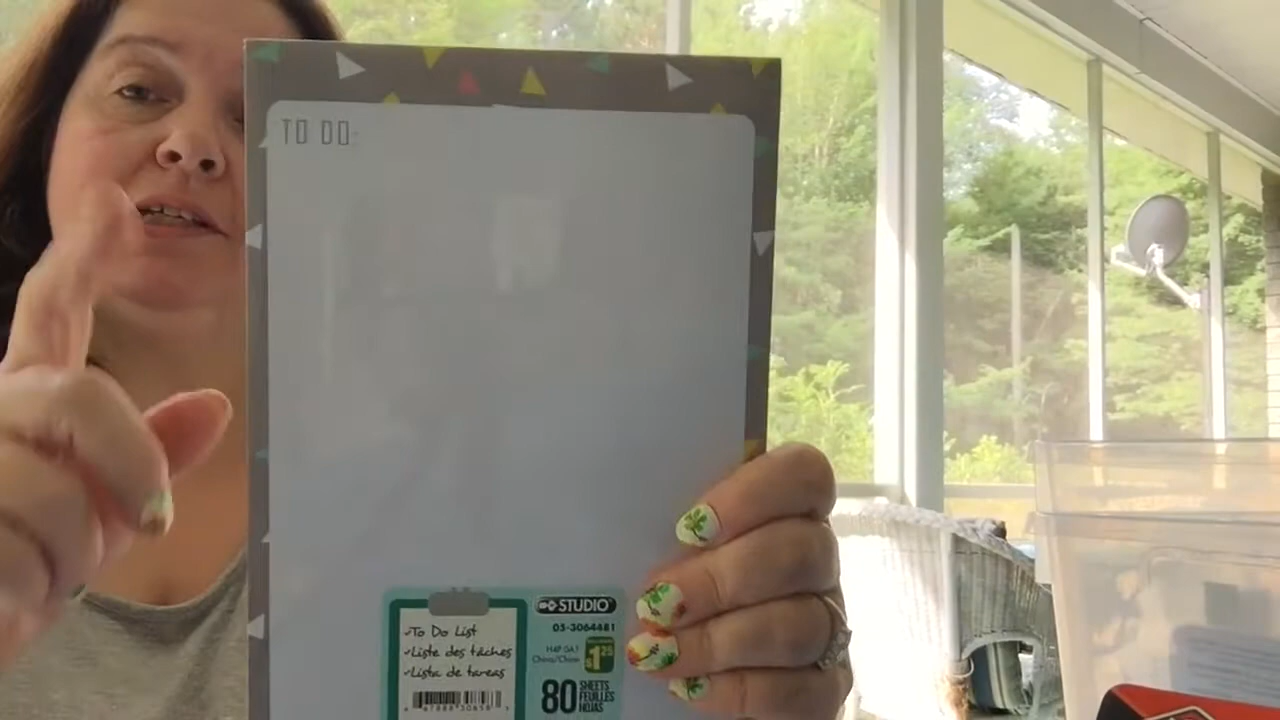 TO DO:
✓To Do List
✓Liste des tâches
✓Lista de tareas
STUDIO
05-3064481
H4P 0A1
China/Chine
$1.25
80 SHEETS
FEUILLES
HOJAS